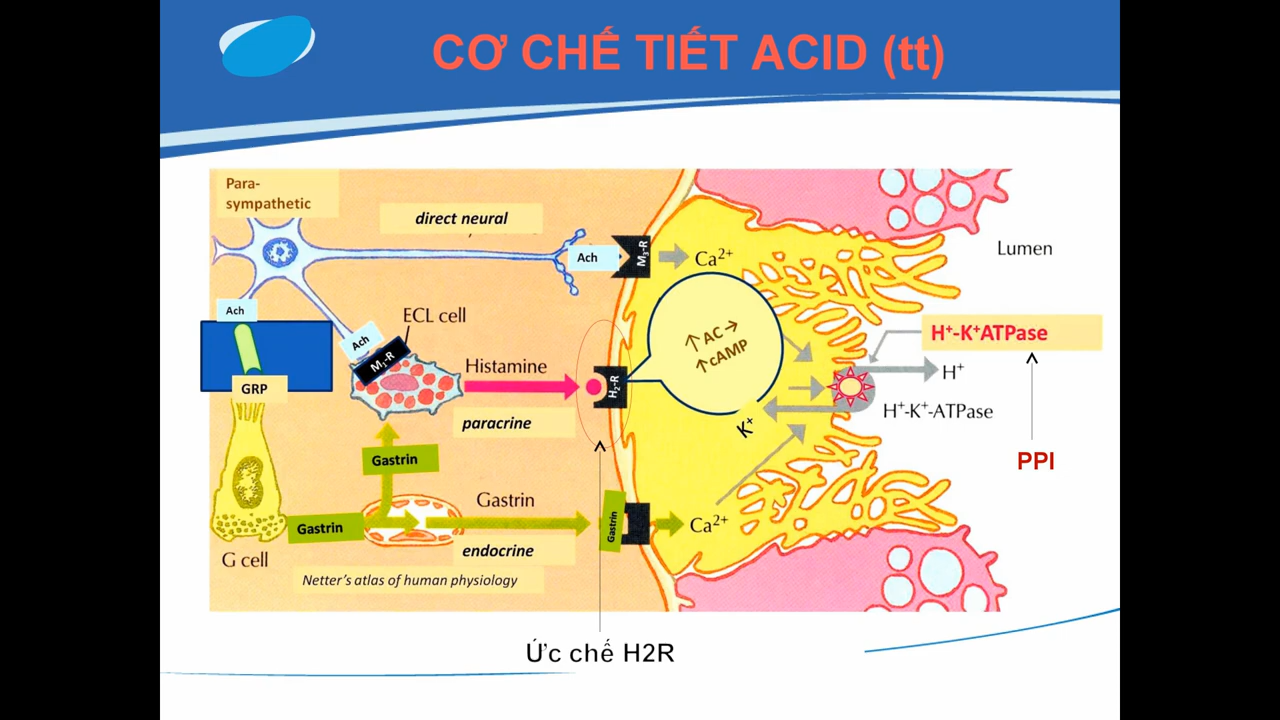 CƠ CHẾ TIẾT ACID (tt)
Para-
sympathetic
direct neural
Ach
M₃-R
Ca²⁺
Lumen
Ach
ECL cell
Ach
M₁-R
↑AC→
↑cAMP
H⁺-K⁺ATPase
GRP
Histamine
H₂-R
H⁺
H⁺-K⁺-ATPase
paracrine
K⁺
Gastrin
PPI
Gastrin
Gastrin
Gastrin
Ca²⁺
endocrine
G cell
Netter's atlas of human physiology
Ức chế H2R